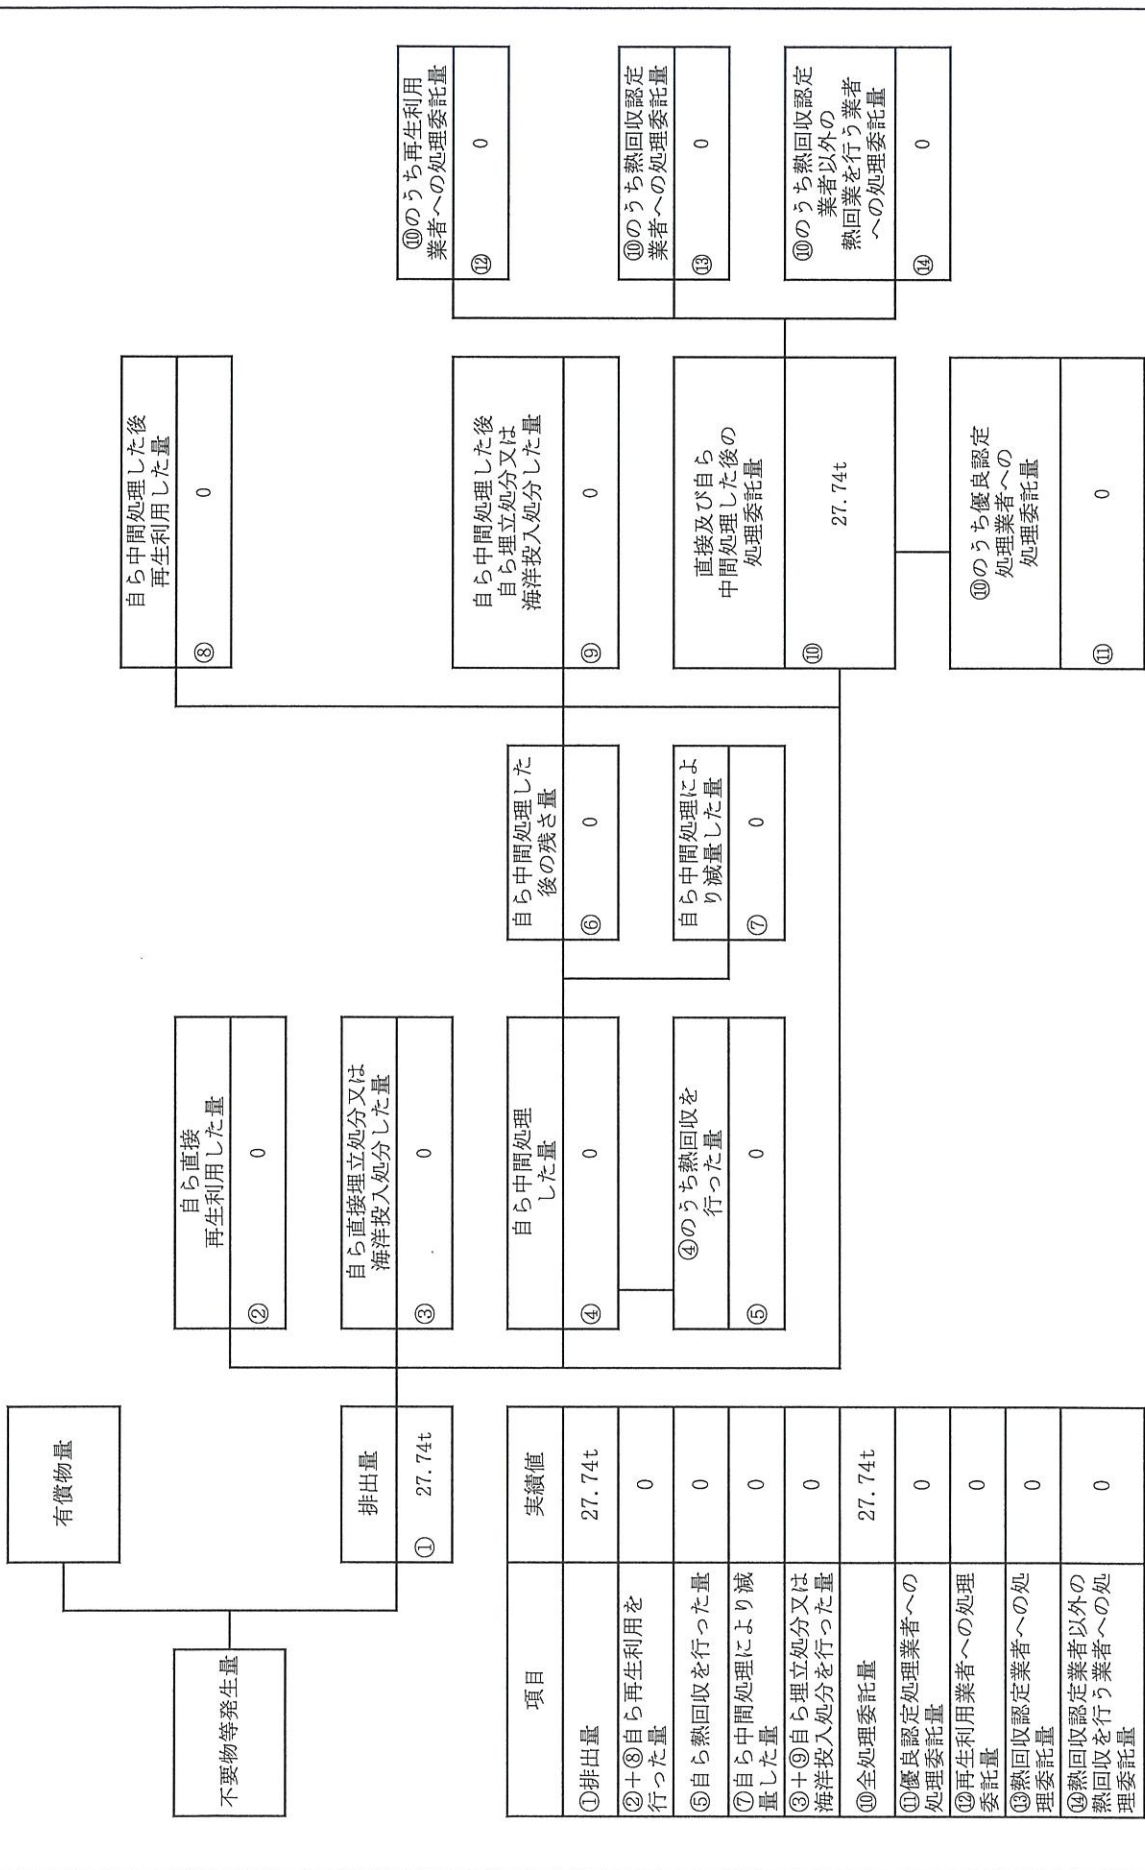 不要物等発生量
有償物量
排出量
① 27.74t
自ら直接
再生利用した量
② 0
自ら直接埋立処分又は
海洋投入処分した量
③ 0
自ら中間処理
した量
④ 0
④のうち熱回収を
行った量
⑤ 0
自ら中間処理した
後の残さ量
⑥ 0
自ら中間処理によ
り減量した量
⑦ 0
自ら中間処理した後
再生利用した量
⑧ 0
自ら中間処理した後
自ら埋立処分又は
海洋投入処分した量
⑨ 0
直接及び自ら
中間処理した後の
処理委託量
⑩ 27.74t
⑩のうち優良認定
処理業者への
処理委託量
⑪ 0
⑩のうち再生利用
業者への処理委託量
⑫ 0
⑩のうち熱回収認定
業者への処理委託量
⑬ 0
⑩のうち熱回収認定
業者以外の
熱回業を行う業者
への処理委託量
⑭ 0
項目 実績値
①排出量 27.74t
②+⑧自ら再生利用を
行った量 0
⑤自ら熱回収を行った量 0
⑦自ら中間処理により減
量した量 0
③+⑨自ら埋立処分又は
海洋投入処分を行った量 0
⑩全処理委託量 27.74t
⑪優良認定処理業者への
処理委託量 0
⑫再生利用業者への処理
委託量 0
⑬熱回収認定業者への処
理委託量 0
⑭熱回収認定業者以外の
熱回収を行う業者への処
理委託量 0